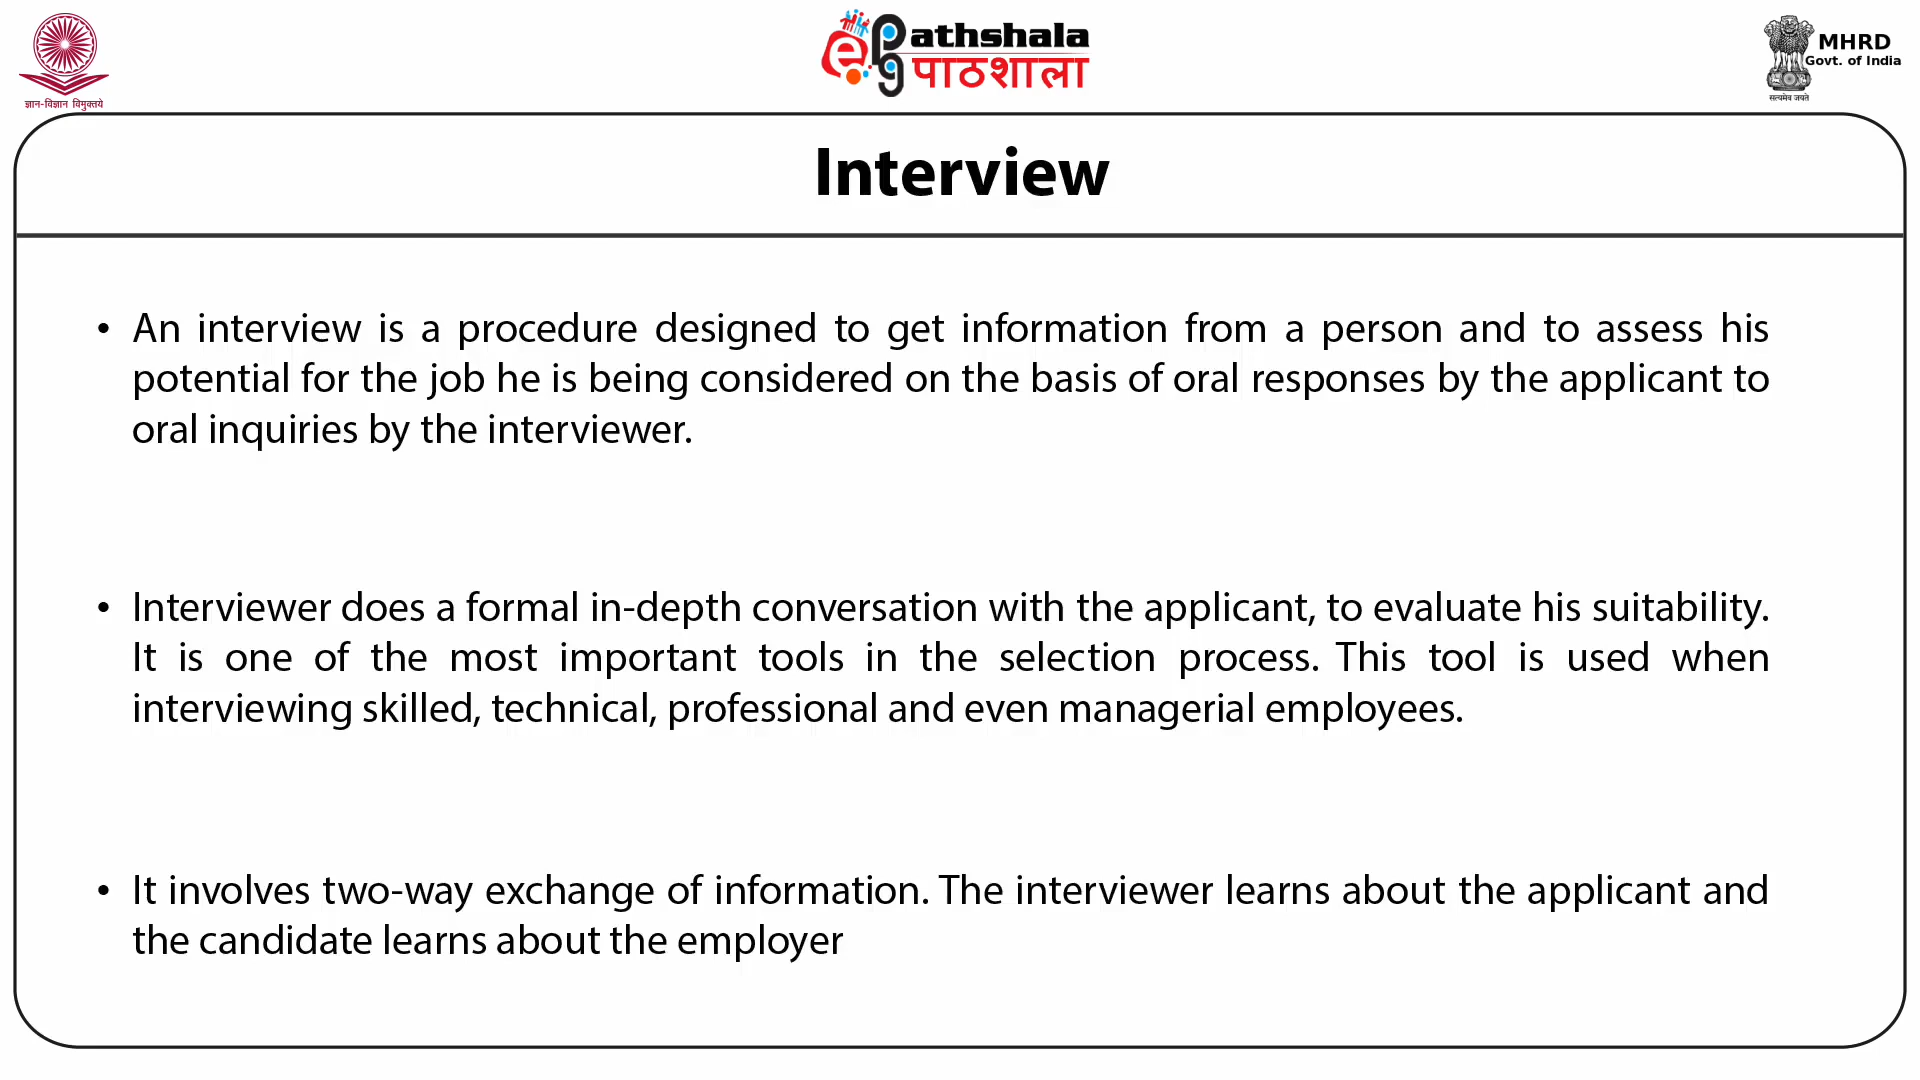 ज्ञान-विज्ञान विमुक्तये
ePathshala
पाठशाला
MHRD
Govt. of India
सत्यमेव जयते
Interview
• An interview is a procedure designed to get information from a person and to assess his
potential for the job he is being considered on the basis of oral responses by the applicant to
oral inquiries by the interviewer.
• Interviewer does a formal in-depth conversation with the applicant, to evaluate his suitability.
It is one of the most important tools in the selection process. This tool is used when
interviewing skilled, technical, professional and even managerial employees.
• It involves two-way exchange of information. The interviewer learns about the applicant and
the candidate learns about the employer